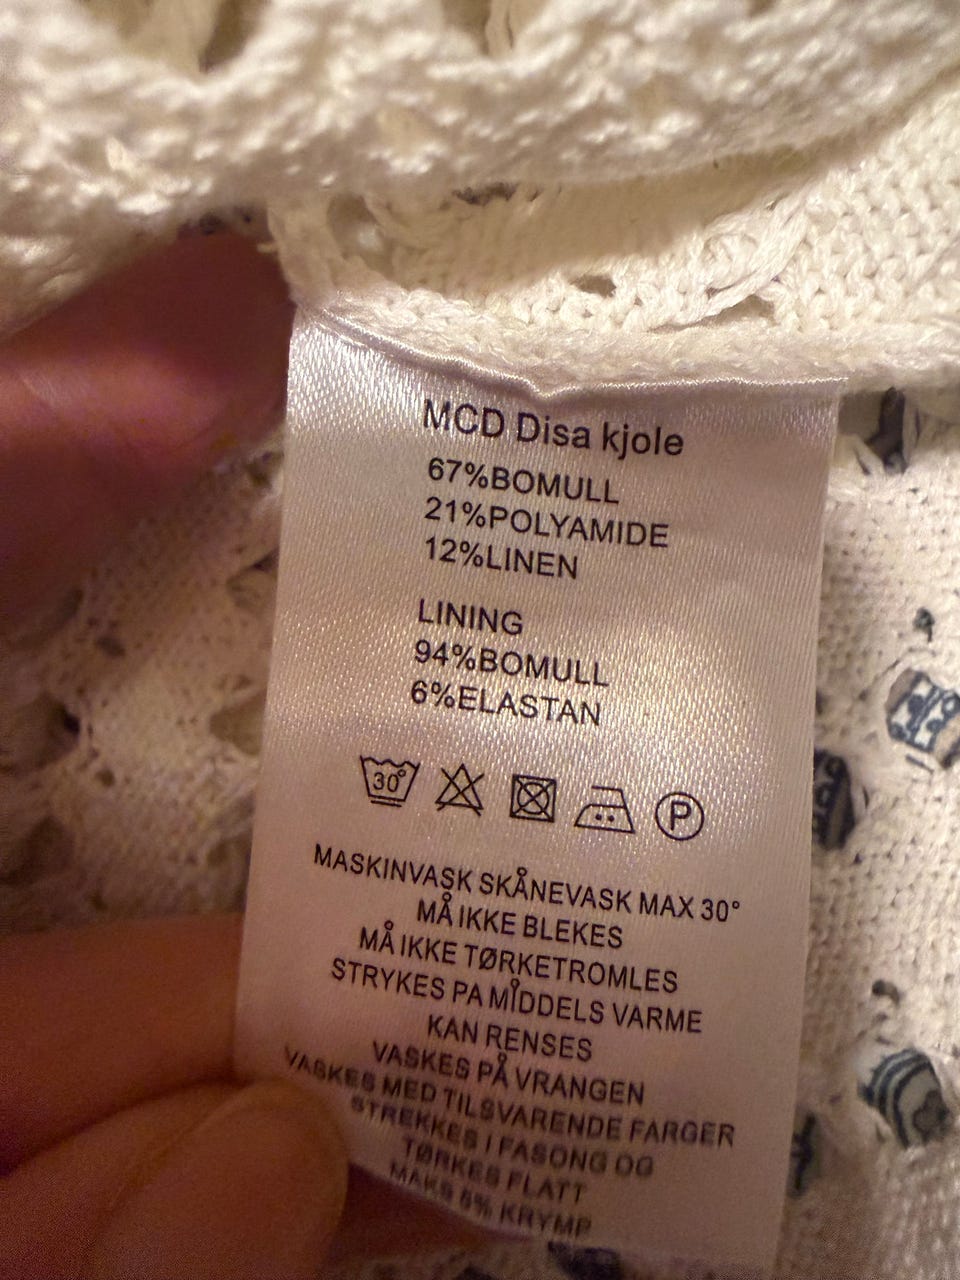 MCD Disa kjole
67%BOMULL
21%POLYAMIDE
12%LINEN
LINING
94%BOMULL
6%ELASTAN
30° P
MASKINVASK SKÅNEVASK MAX 30°
MÅ IKKE BLEKES
MÅ IKKE TØRKETROMLES
STRYKES PA MIDDELS VARME
KAN RENSES
VASKES PÅ VRANGEN
VASKES MED TILSVARENDE FARGER
STREKKES I FASONG OG
TØRKES FLATT
MAKS 5% KRYMP